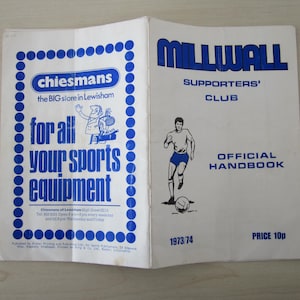 chiesmans
the BIG store in Lewisham
for all
your sports
equipment
MILLWALL
SUPPORTERS'
CLUB
OFFICIAL
HANDBOOK
1973/74
PRICE 10p